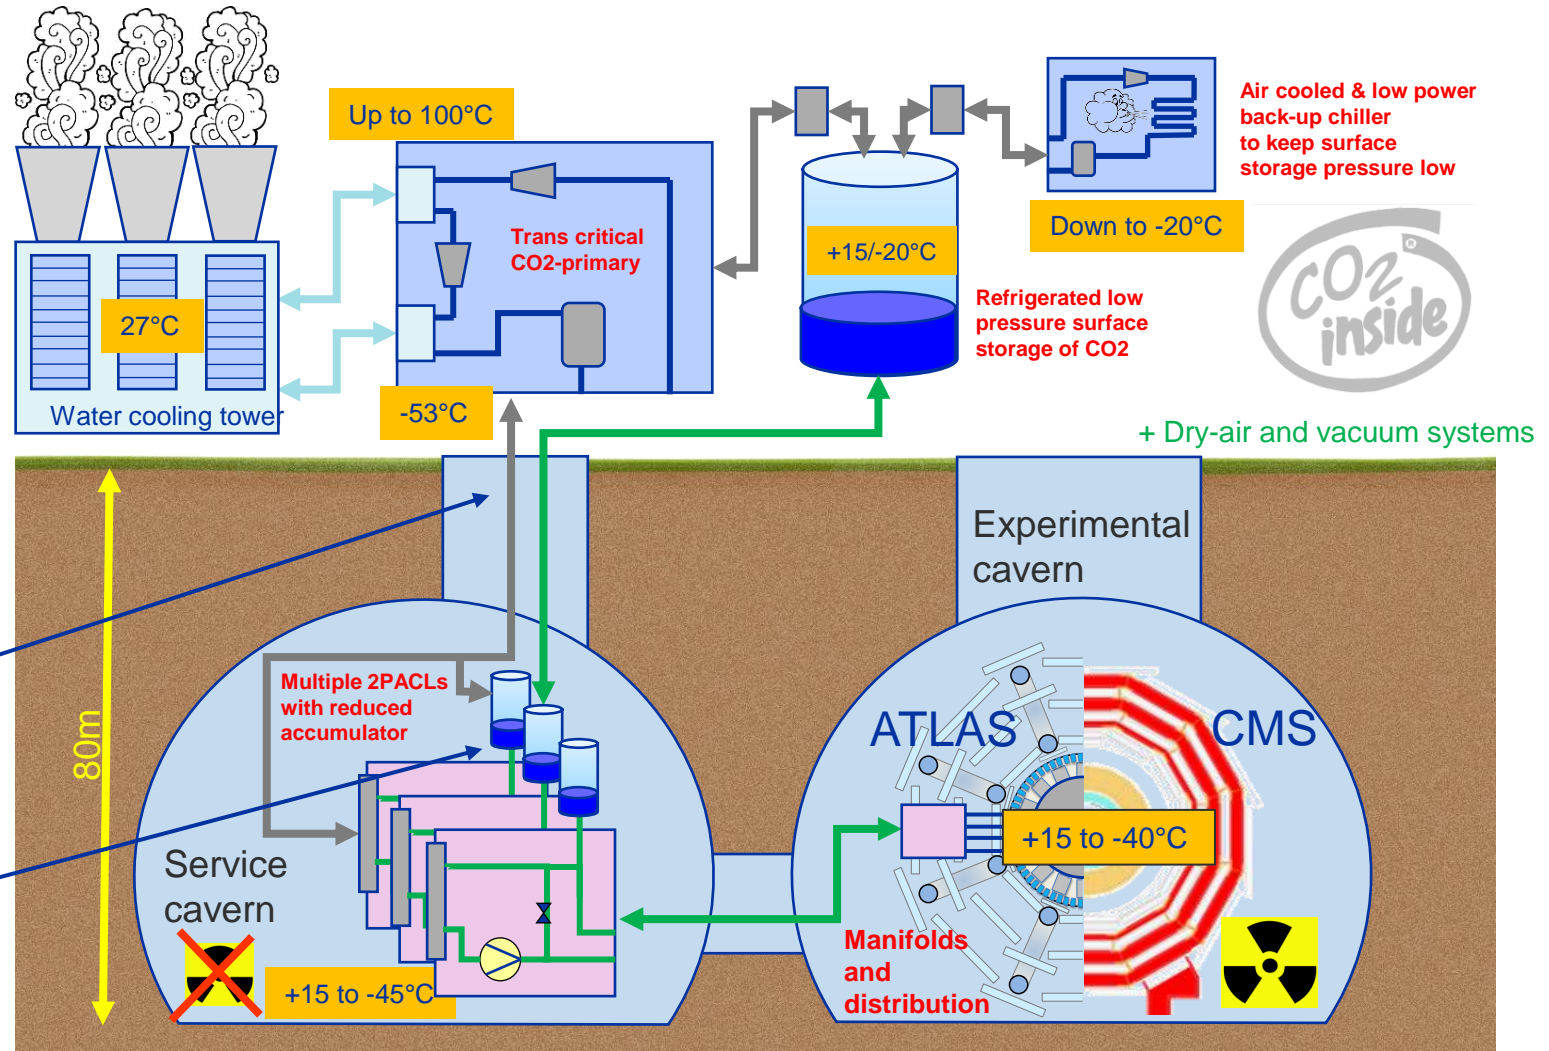 Up to 100°C
Air cooled & low power
back-up chiller
to keep surface
storage pressure low
Trans critical
CO2-primary
+15/-20°C
Down to -20°C
27°C
Refrigerated low
pressure surface
storage of CO2
CO2
®
inside
Water cooling tower
-53°C
+ Dry-air and vacuum systems
Experimental
cavern
Multiple 2PACLs
with reduced
accumulator
80m
ATLAS
CMS
+15 to -40°C
Service
cavern
Manifolds
and
distribution
+15 to -45°C